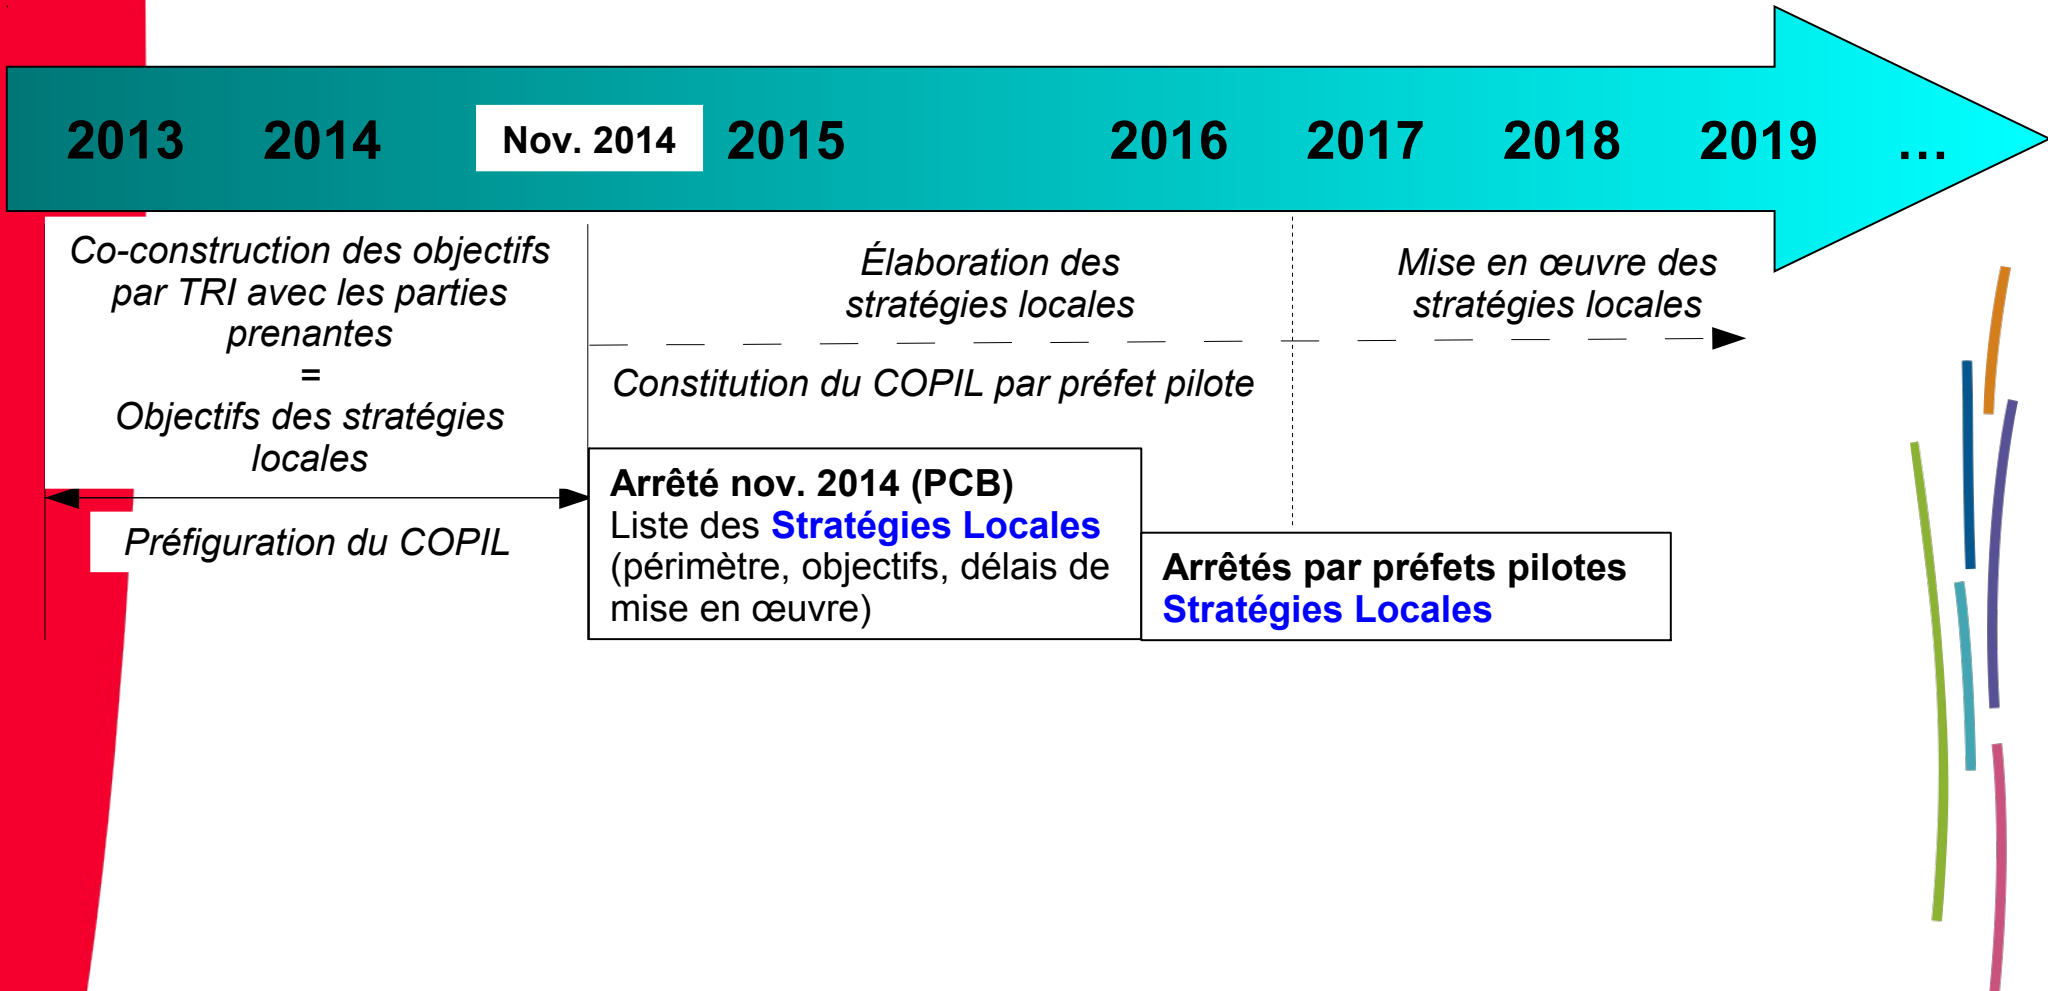 2013 2014 Nov. 2014 2015 2016 2017 2018 2019 …
Co-construction des objectifs
par TRI avec les parties
prenantes
=
Objectifs des stratégies
locales
Préfiguration du COPIL
Élaboration des
stratégies locales
Constitution du COPIL par préfet pilote
Mise en œuvre des
stratégies locales
Arrêté nov. 2014 (PCB)
Liste des Stratégies Locales
(périmètre, objectifs, délais de
mise en œuvre)
Arrêtés par préfets pilotes
Stratégies Locales